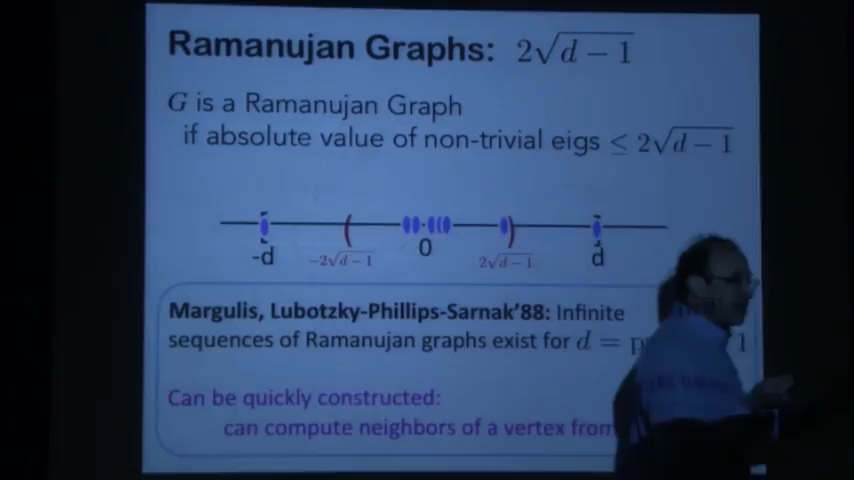 Ramanujan Graphs: 2√d − 1
G is a Ramanujan Graph
if absolute value of non-trivial eigs ≤ 2√d − 1
-d −2√d−1 0 2√d−1 d
Margulis, Lubotzky-Phillips-Sarnak’88: Infinite
sequences of Ramanujan graphs exist for d = 1
Can be quickly constructed:
can compute neighbors of a vertex from